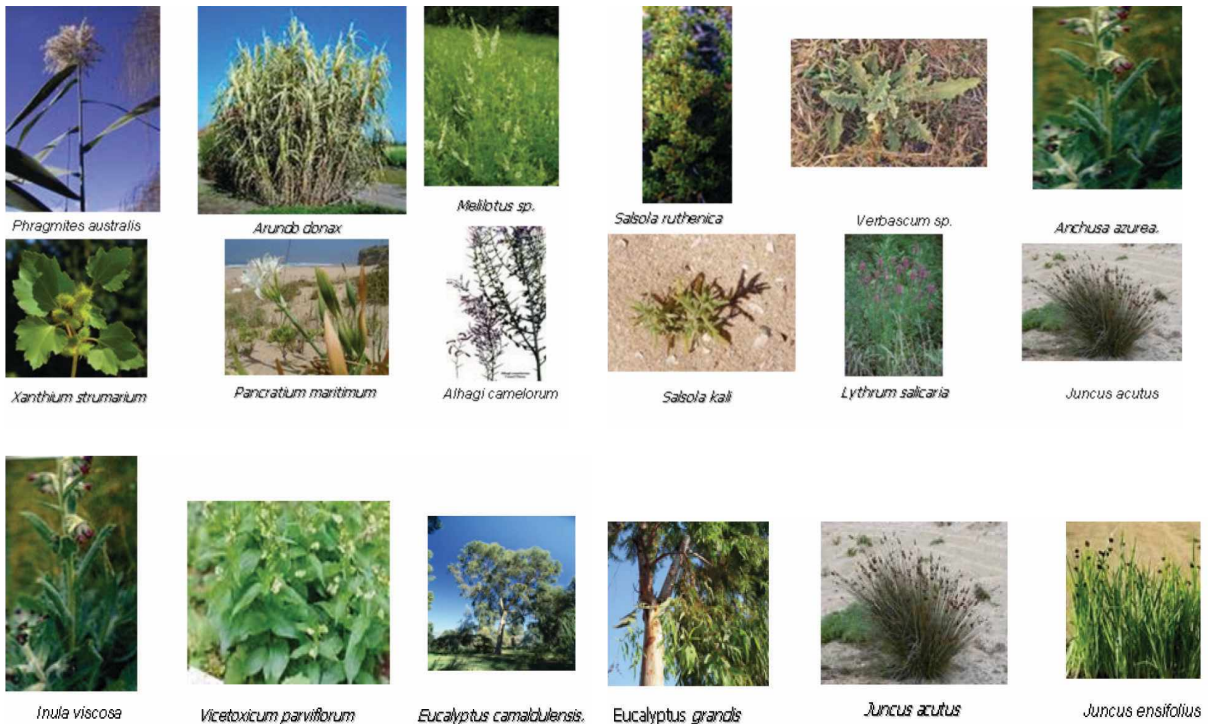 Phragmites australis
Arundo donax
Melilotus sp.
Salsola ruthenica
Verbascum sp.
Anchusa azurea.
Xanthium strumarium
Pancratium maritimum
Alhagi camelorum
Salsola kali
Lythrum salicaria
Juncus acutus
Inula viscosa
Vicetoxicum parviflorum
Eucalyptus camaldulensis.
Eucalyptus grandis
Juncus acutus
Juncus ensifolius